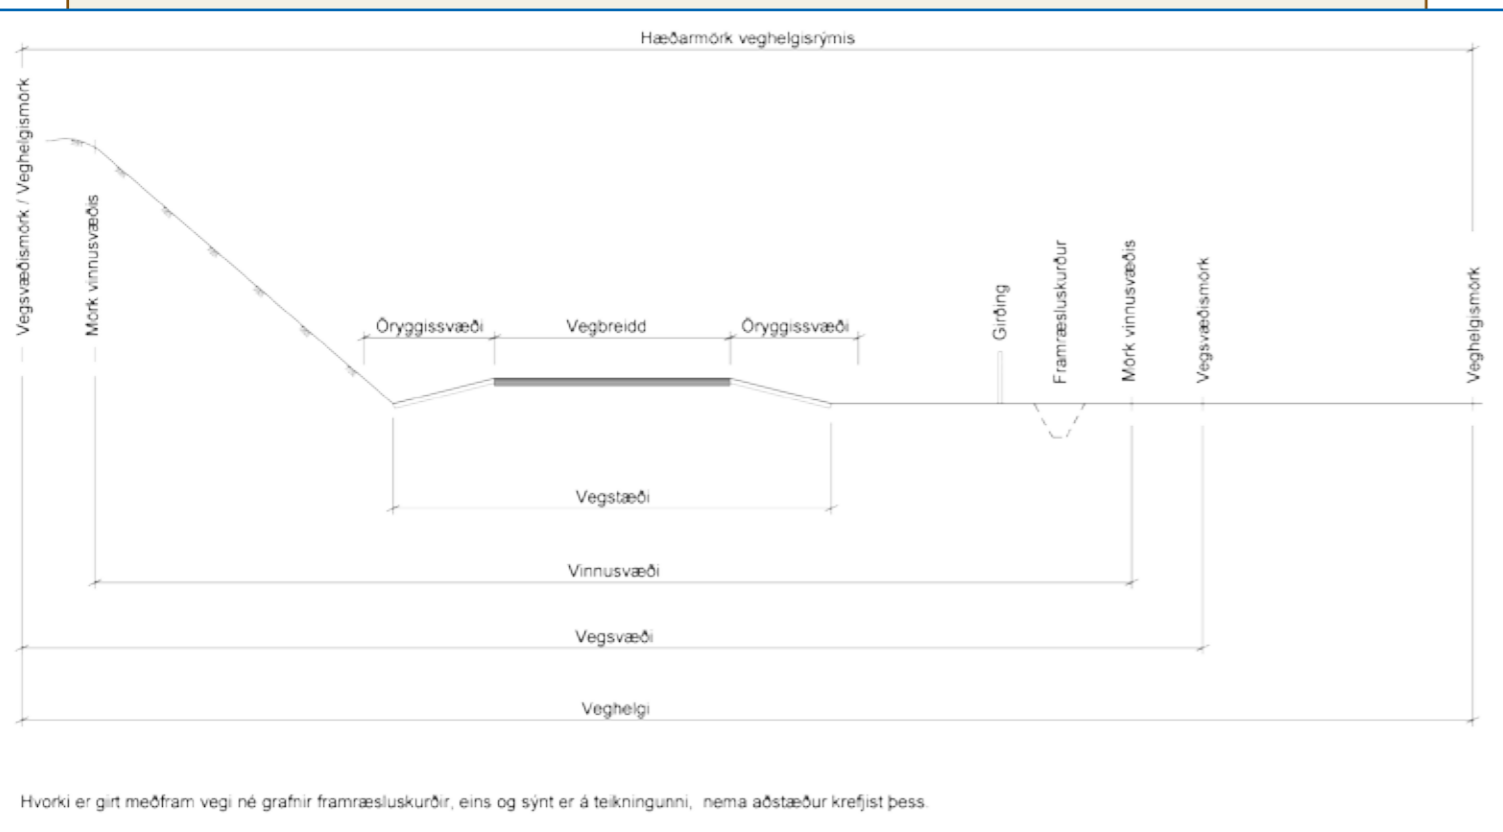 Hæðarmörk veghelgisrýmis
Vegsvæðismörk / Veghelgismörk
Mörk vinnusvæðis
Öryggissvæði
Vegbreidd
Öryggissvæði
Girðing
Framræsluskurður
Mörk vinnusvæðis
Vegsvæðismörk
Veghelgismörk
Vegstæði
Vinnusvæði
Vegsvæði
Veghelgi
Hvorki er girt meðfram vegi né grafnir framræsluskurðir, eins og sýnt er á teikningunni, nema aðstæður krefjist þess.